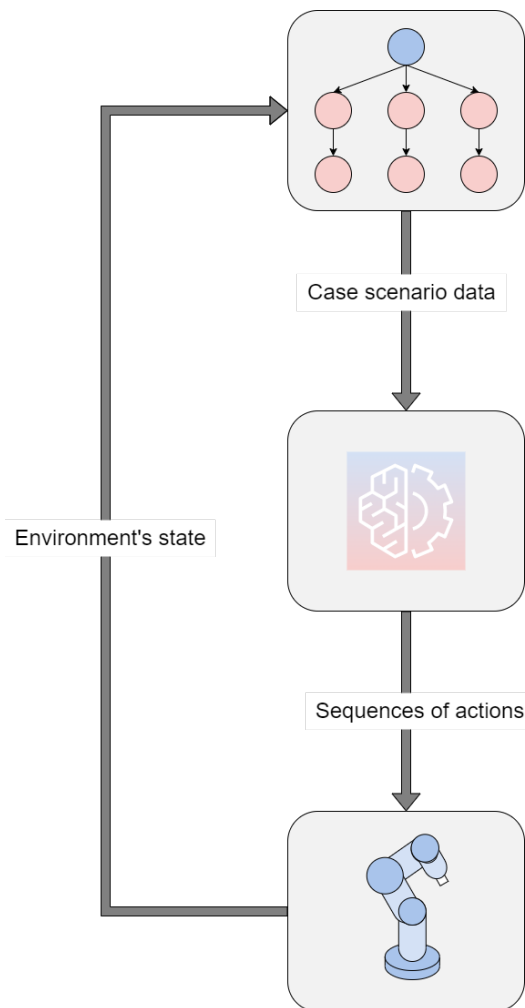 Case scenario data
Environment's state
Sequences of actions